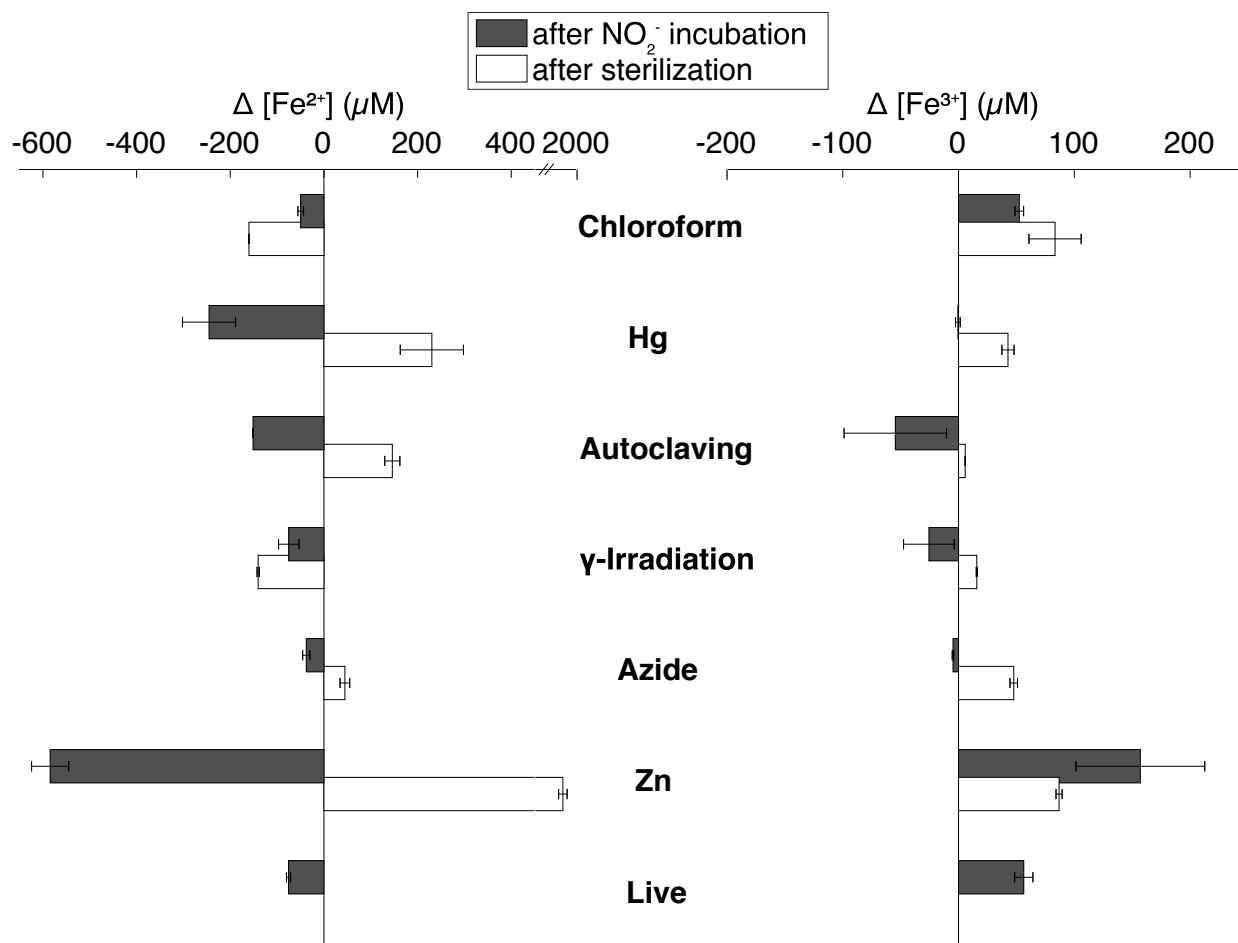 after NO₂⁻ incubation
after sterilization
Δ [Fe²⁺] (µM)
Δ [Fe³⁺] (µM)
-600 -400 -200 0 200 400 2000
-200 -100 0 100 200
Chloroform
Hg
Autoclaving
γ-Irradiation
Azide
Zn
Live